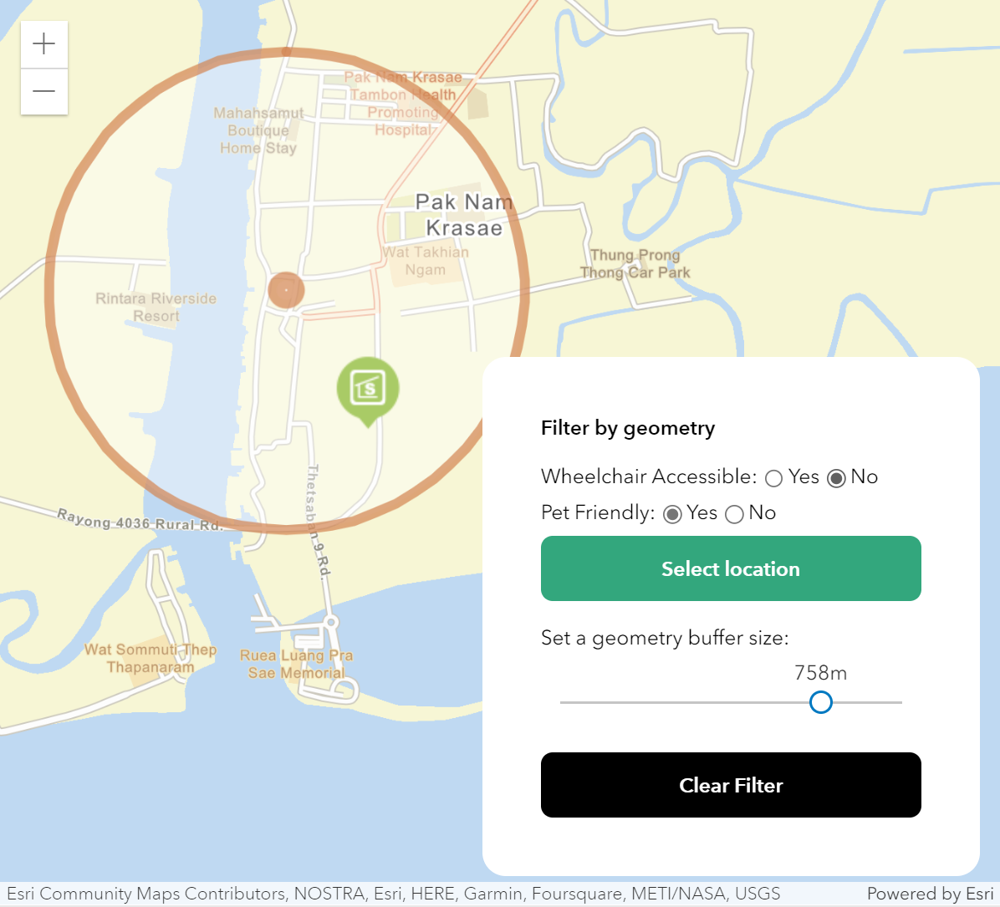 Pak Nam Krasae
Tambon Health
Promoting
Hospital
Mahahsamut
Boutique
Home Stay
Pak Nam
Krasae
Wat Takhian
Ngam
Thung Prong
Thong Car Park
Rintara Riverside
Resort
S
Thetsaban 9 Rd.
Rayong 4036 Rural Rd.
Wat Sommuti Thep
Thapanaram
Ruea Luang Pra
Sae Memorial
Filter by geometry
Wheelchair Accessible: Yes No
Pet Friendly: Yes No
Select location
Set a geometry buffer size:
758m
Clear Filter
Esri Community Maps Contributors, NOSTRA, Esri, HERE, Garmin, Foursquare, METI/NASA, USGS
Powered by Esri